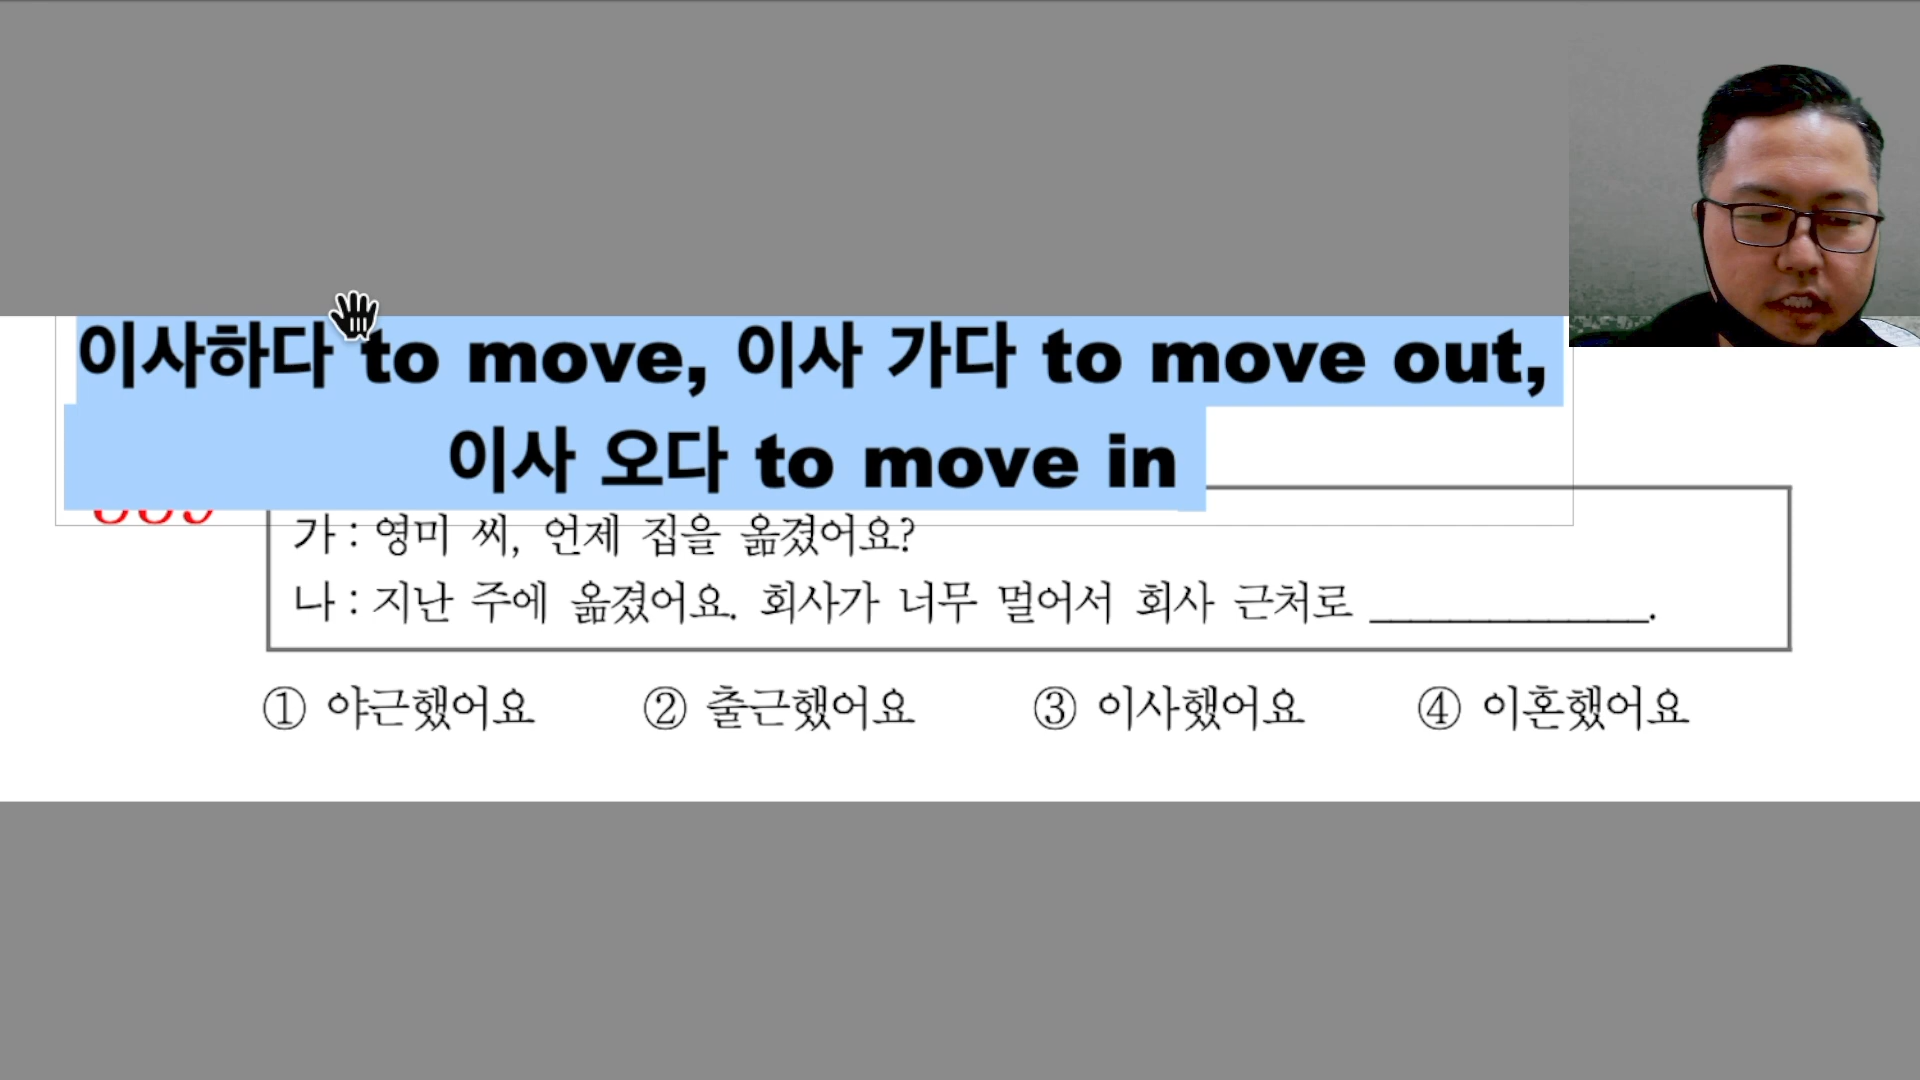 이사하다 to move, 이사 가다 to move out,
이사 오다 to move in
가 : 영미 씨, 언제 집을 옮겼어요?
나 : 지난 주에 옮겼어요. 회사가 너무 멀어서 회사 근처로 ____________.
① 야근했어요 ② 출근했어요 ③ 이사했어요 ④ 이혼했어요